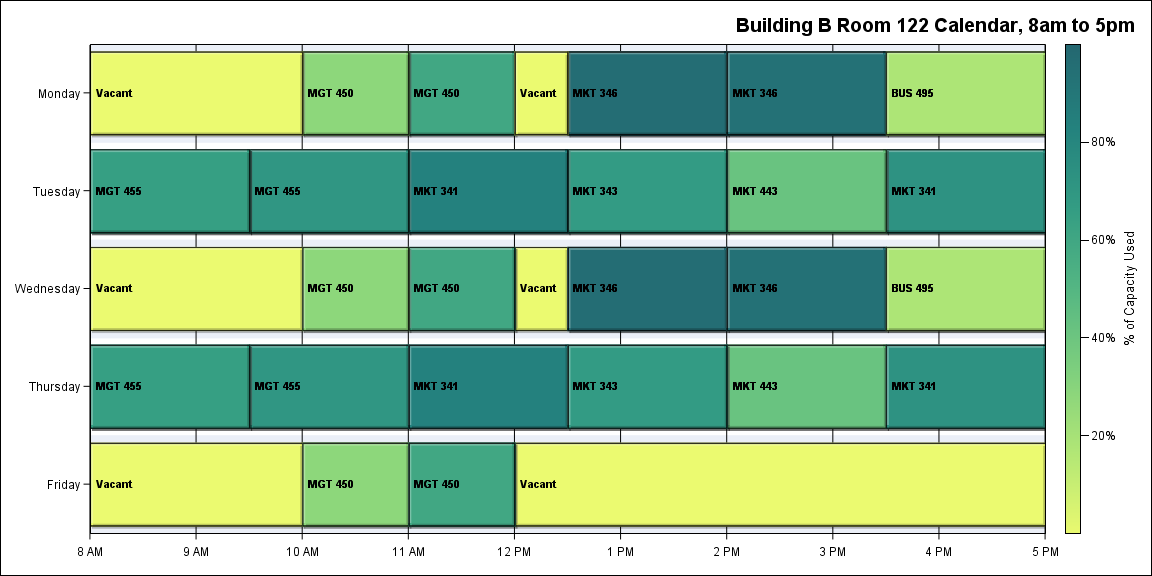 Building B Room 122 Calendar, 8am to 5pm
Monday
Vacant
MGT 450
MGT 450
Vacant
MKT 346
MKT 346
BUS 495
Tuesday
MGT 455
MGT 455
MKT 341
MKT 343
MKT 443
MKT 341
Wednesday
Vacant
MGT 450
MGT 450
Vacant
MKT 346
MKT 346
BUS 495
Thursday
MGT 455
MGT 455
MKT 341
MKT 343
MKT 443
MKT 341
Friday
Vacant
MGT 450
MGT 450
Vacant
8 AM
9 AM
10 AM
11 AM
12 PM
1 PM
2 PM
3 PM
4 PM
5 PM
80%
60%
40%
20%
% of Capacity Used